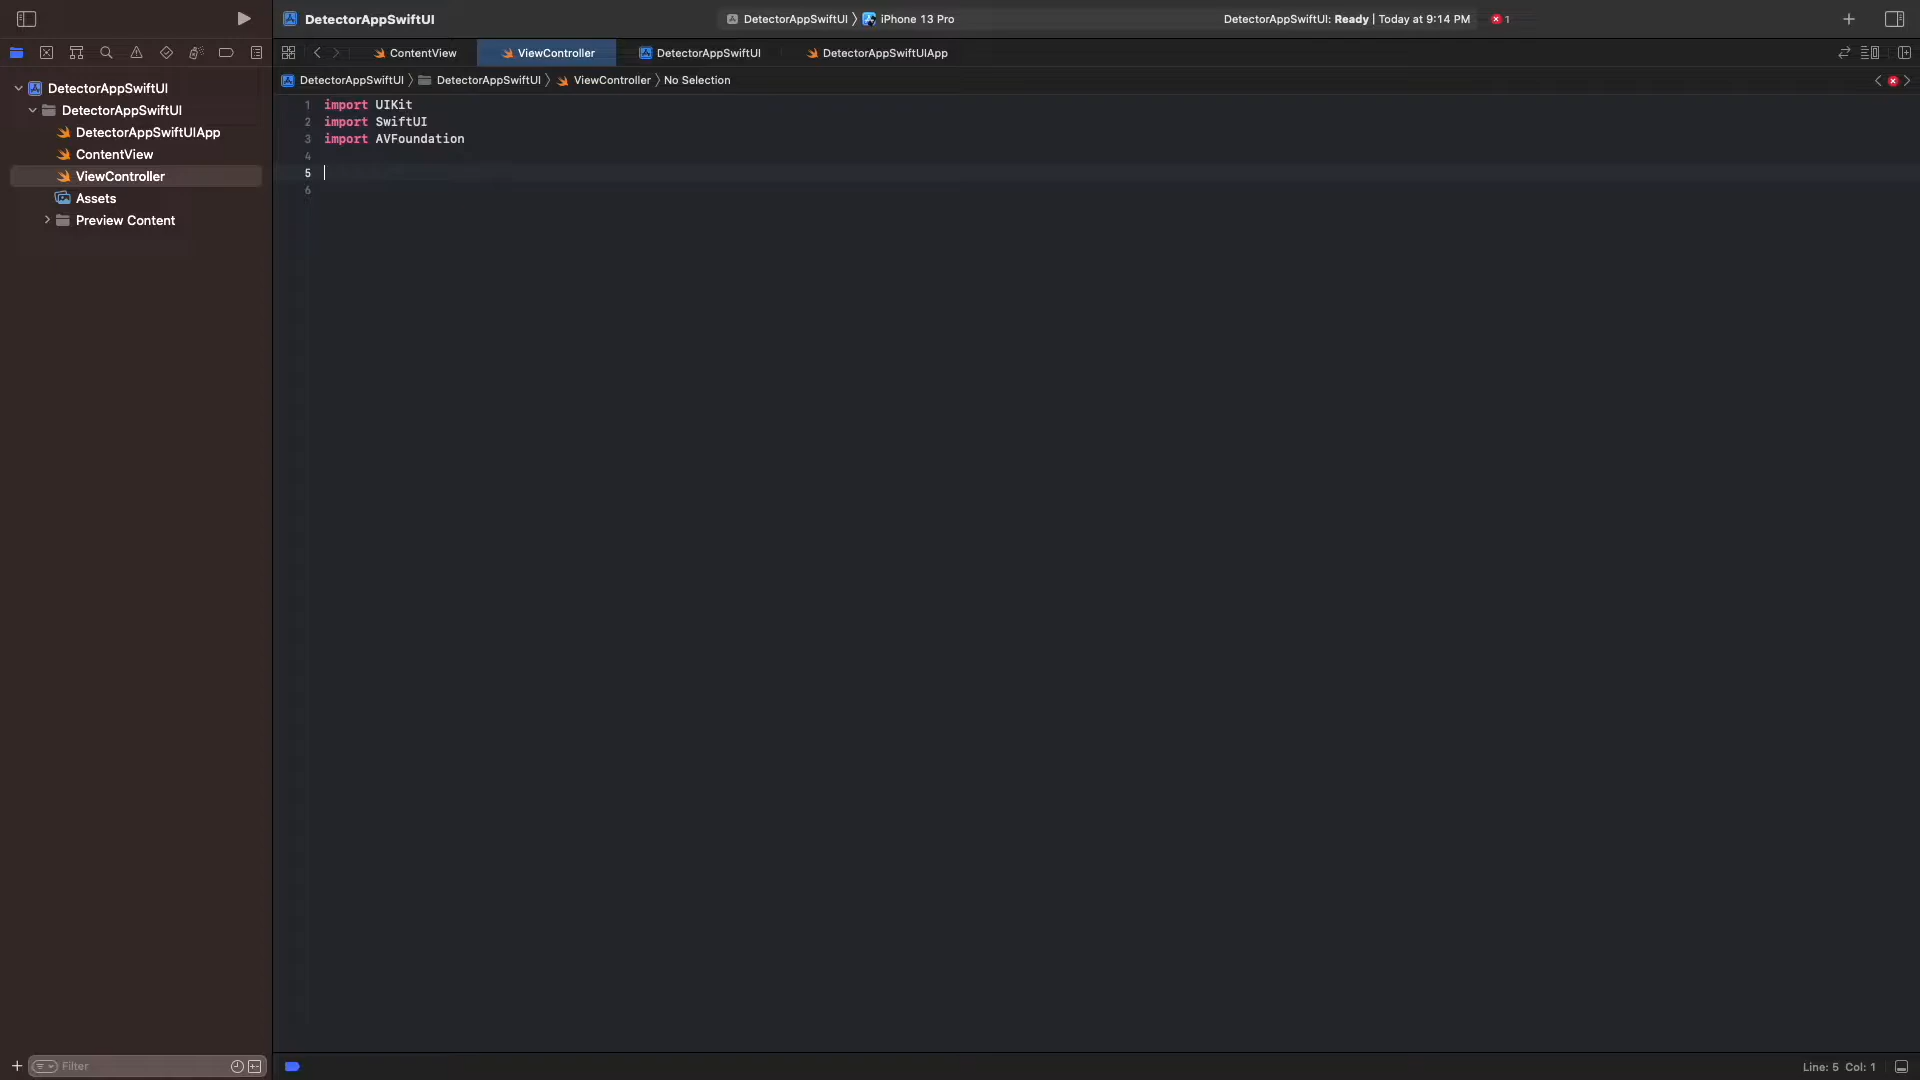 DetectorAppSwiftUI
DetectorAppSwiftUI 〉 iPhone 13 Pro
DetectorAppSwiftUI: Ready | Today at 9:14 PM
1
ContentView
ViewController
DetectorAppSwiftUI
DetectorAppSwiftUIApp
DetectorAppSwiftUI 〉 DetectorAppSwiftUI 〉 ViewController 〉 No Selection
DetectorAppSwiftUI
DetectorAppSwiftUI
DetectorAppSwiftUIApp
ContentView
ViewController
Assets
Preview Content
1 import UIKit
2 import SwiftUI
3 import AVFoundation
4
5
6
Filter
Line: 5 Col: 1